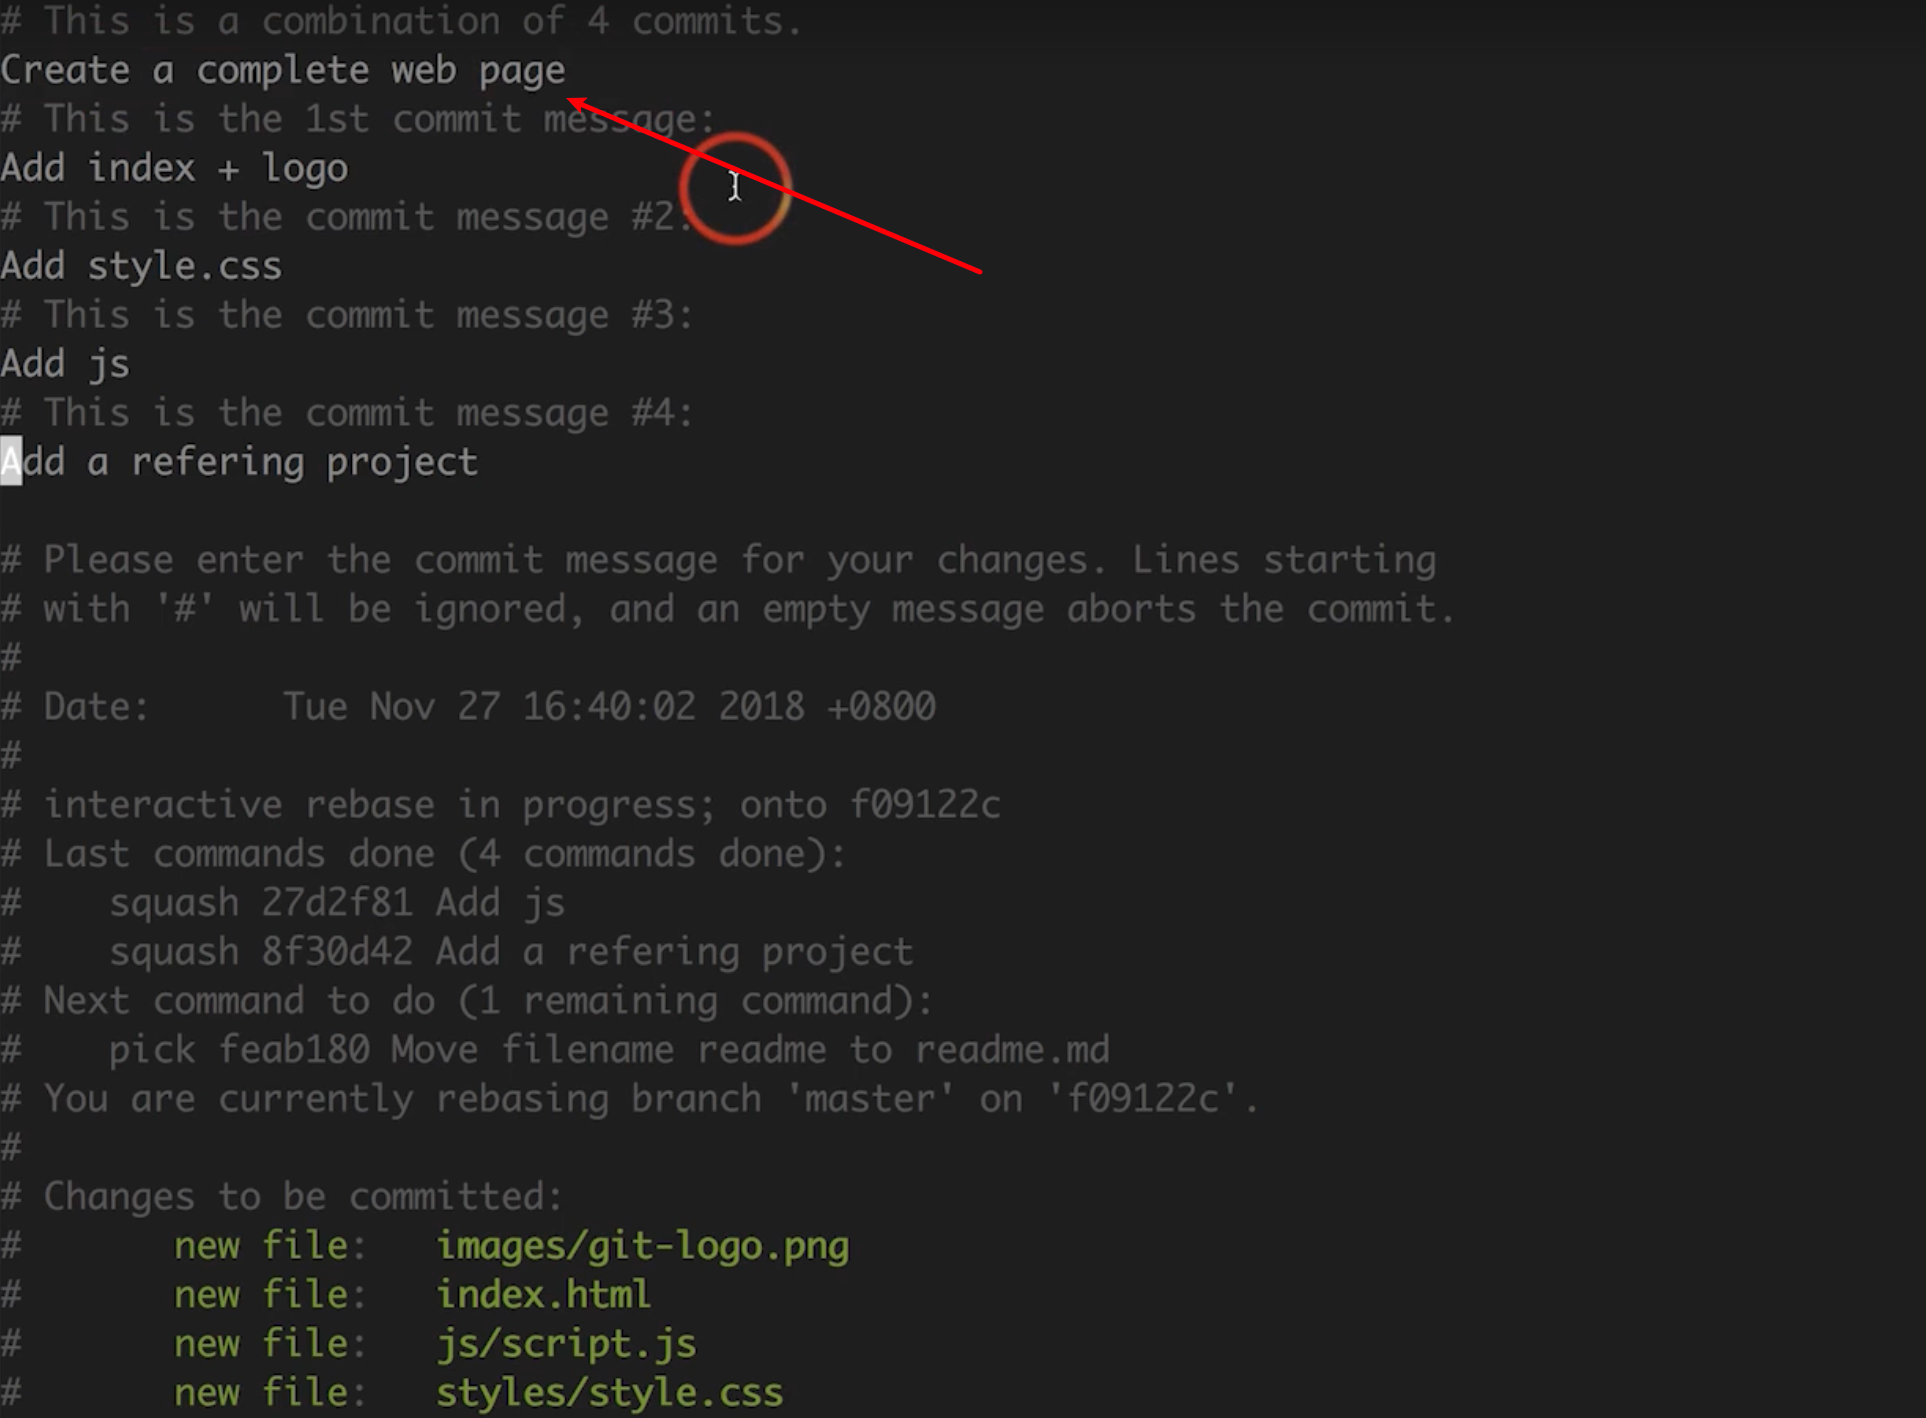 # This is a combination of 4 commits.
Create a complete web page
# This is the 1st commit message:
Add index + logo
# This is the commit message #2:
Add style.css
# This is the commit message #3:
Add js
# This is the commit message #4:
Add a refering project
# Please enter the commit message for your changes. Lines starting
# with '#' will be ignored, and an empty message aborts the commit.
#
# Date:      Tue Nov 27 16:40:02 2018 +0800
#
# interactive rebase in progress; onto f09122c
# Last commands done (4 commands done):
#    squash 27d2f81 Add js
#    squash 8f30d42 Add a refering project
# Next command to do (1 remaining command):
#    pick feab180 Move filename readme to readme.md
# You are currently rebasing branch 'master' on 'f09122c'.
#
# Changes to be committed:
#       new file:   images/git-logo.png
#       new file:   index.html
#       new file:   js/script.js
#       new file:   styles/style.css